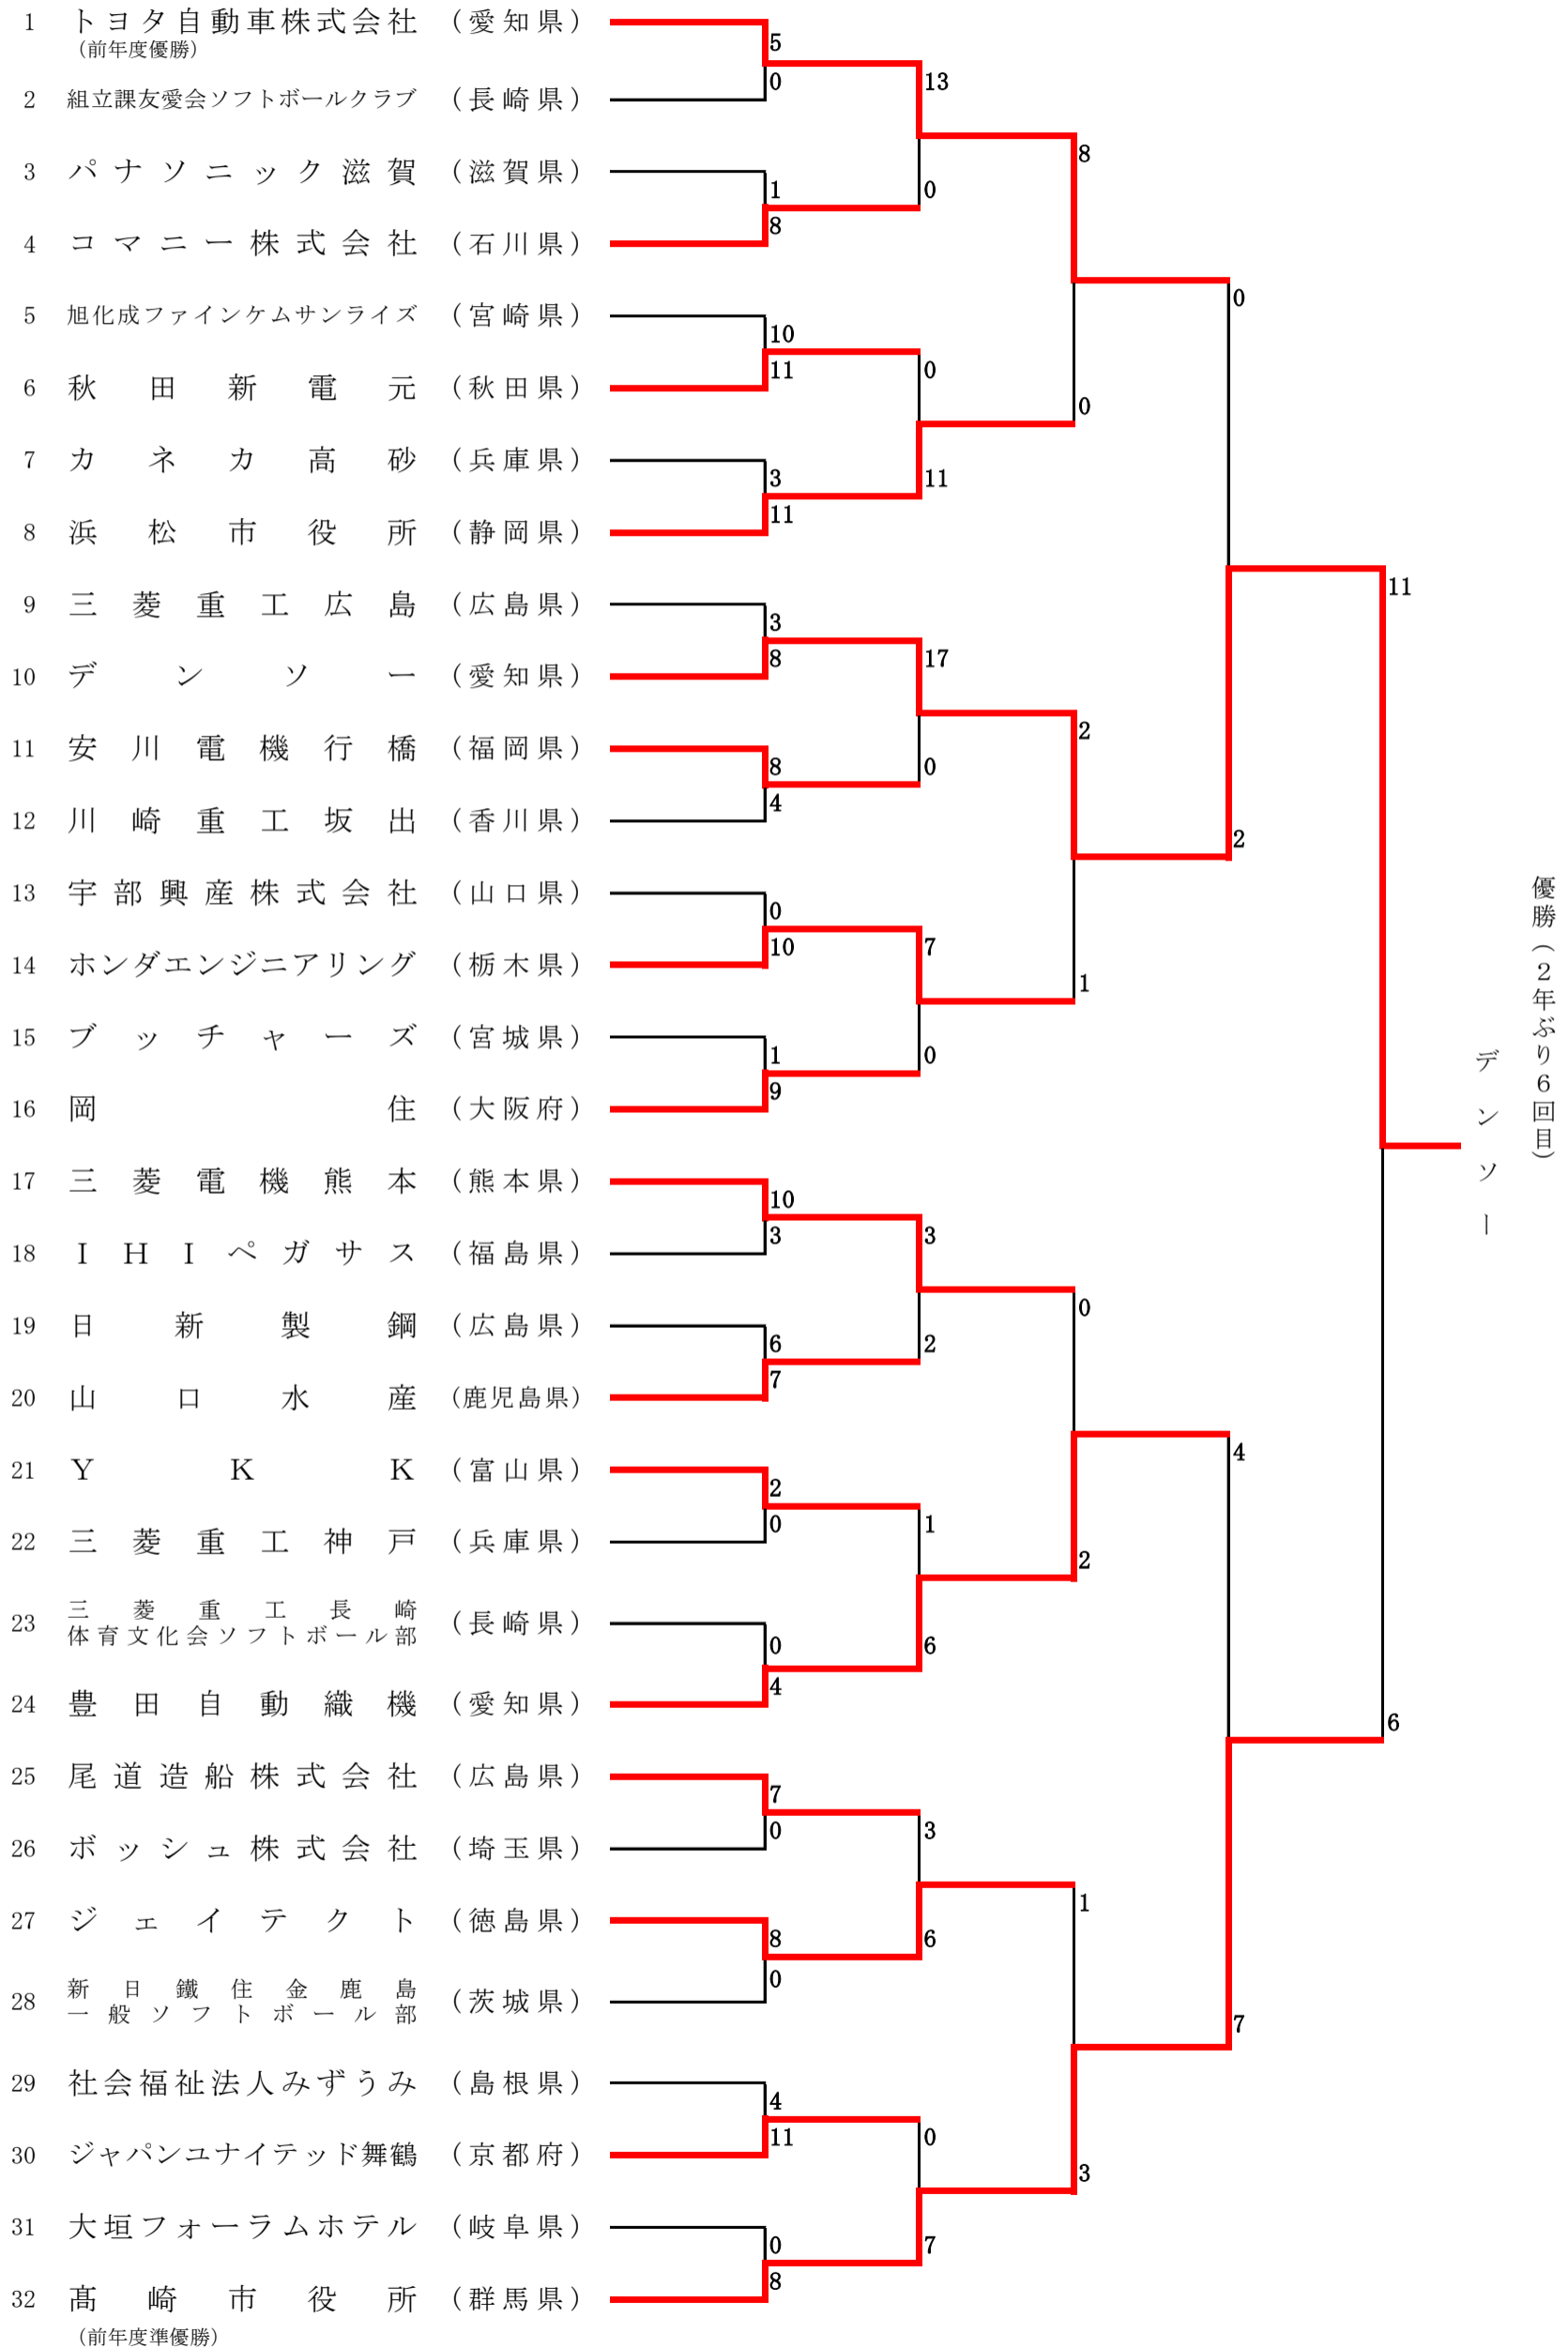 1 トヨタ自動車株式会社 (愛知県)
(前年度優勝)
2 組立課友愛会ソフトボールクラブ (長崎県)
3 パナソニック滋賀 (滋賀県)
4 コマニー株式会社 (石川県)
5 旭化成ファインケムサンライズ (宮崎県)
6 秋田新電元 (秋田県)
7 カネカ高砂 (兵庫県)
8 浜松市役所 (静岡県)
9 三菱重工広島 (広島県)
10 デンソー (愛知県)
11 安川電機行橋 (福岡県)
12 川崎重工坂出 (香川県)
13 宇部興産株式会社 (山口県)
14 ホンダエンジニアリング (栃木県)
15 ブッチャーズ (宮城県)
16 岡住 (大阪府)
17 三菱電機熊本 (熊本県)
18 IHIペガサス (福島県)
19 日新製鋼 (広島県)
20 山口水産 (鹿児島県)
21 YKK (富山県)
22 三菱重工神戸 (兵庫県)
23 三菱重工長崎
体育文化会ソフトボール部 (長崎県)
24 豊田自動織機 (愛知県)
25 尾道造船株式会社 (広島県)
26 ボッシュ株式会社 (埼玉県)
27 ジェイテクト (徳島県)
28 新日鐵住金鹿島
一般ソフトボール部 (茨城県)
29 社会福祉法人みずうみ (島根県)
30 ジャパンユナイテッド舞鶴 (京都府)
31 大垣フォーラムホテル (岐阜県)
32 髙崎市役所 (群馬県)
(前年度準優勝)
5
0
1
8
10
11
3
11
3
8
8
4
0
10
1
9
10
3
6
7
2
0
0
4
7
0
8
0
4
11
0
8
13
0
0
11
17
0
7
0
3
2
1
6
3
6
0
7
8
0
2
1
0
2
1
3
0
2
4
7
11
6
デンソー
優勝(2年ぶり6回目)